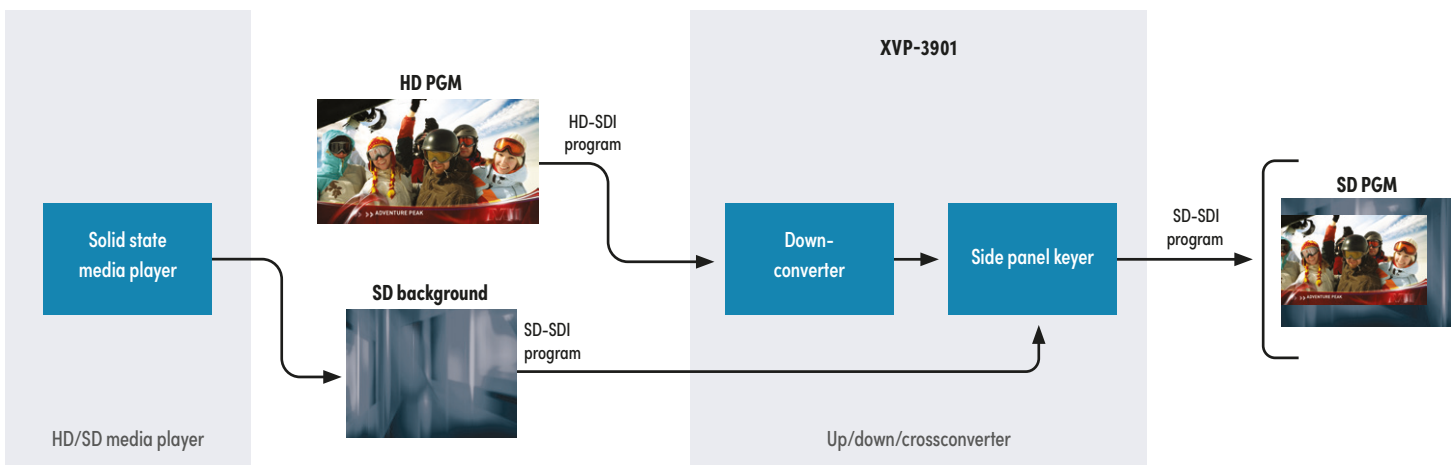 XVP-3901
HD PGM
HD-SDI
program
ADVENTURE PEAK
SD PGM
SD-SDI
program
Solid state
media player
Down-
converter
Side panel keyer
ADVENTURE PEAK
SD background
SD-SDI
program
HD/SD media player
Up/down/crossconverter